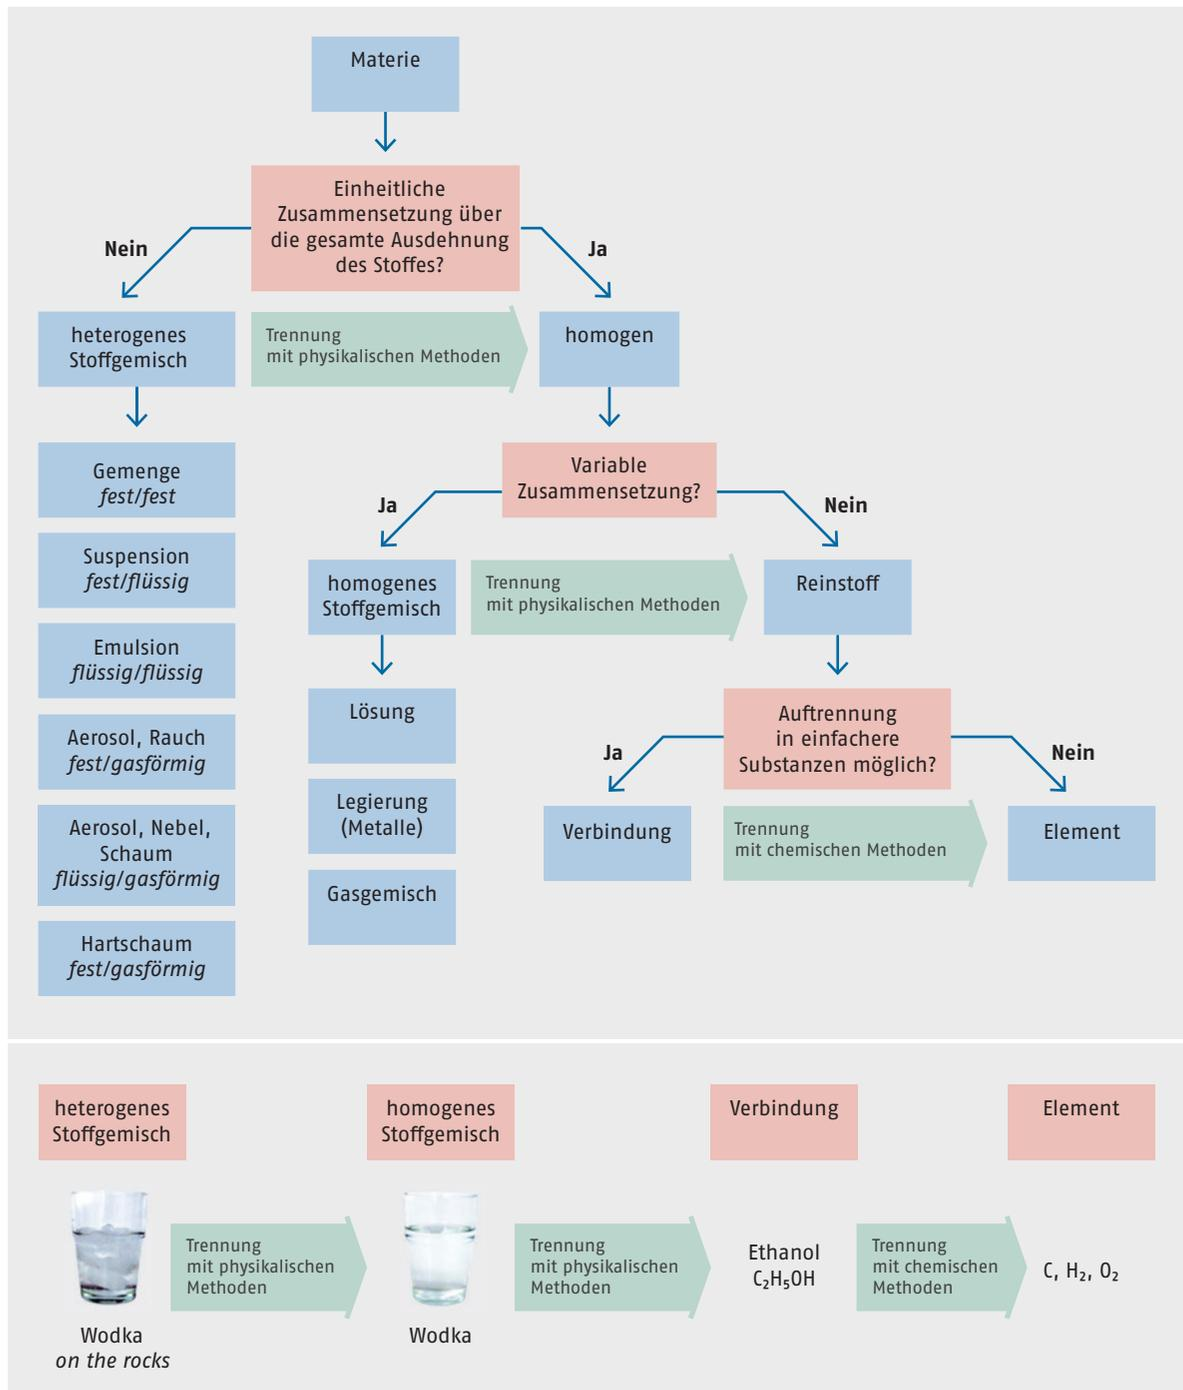 Materie
Einheitliche
Zusammensetzung über
die gesamte Ausdehnung
des Stoffes?
Nein
Ja
heterogenes
Stoffgemisch
Trennung
mit physikalischen Methoden
homogen
Gemenge
fest/fest
Suspension
fest/flüssig
Emulsion
flüssig/flüssig
Aerosol, Rauch
fest/gasförmig
Aerosol, Nebel,
Schaum
flüssig/gasförmig
Hartschaum
fest/gasförmig
Variable
Zusammensetzung?
Ja
Nein
homogenes
Stoffgemisch
Trennung
mit physikalischen Methoden
Reinstoff
Lösung
Legierung
(Metalle)
Gasgemisch
Auftrennung
in einfachere
Substanzen möglich?
Ja
Nein
Verbindung
Trennung
mit chemischen Methoden
Element
heterogenes
Stoffgemisch
homogenes
Stoffgemisch
Verbindung
Element
Trennung
mit physikalischen
Methoden
Trennung
mit physikalischen
Methoden
Ethanol
C₂H₅OH
Trennung
mit chemischen
Methoden
C, H₂, O₂
Wodka
on the rocks
Wodka